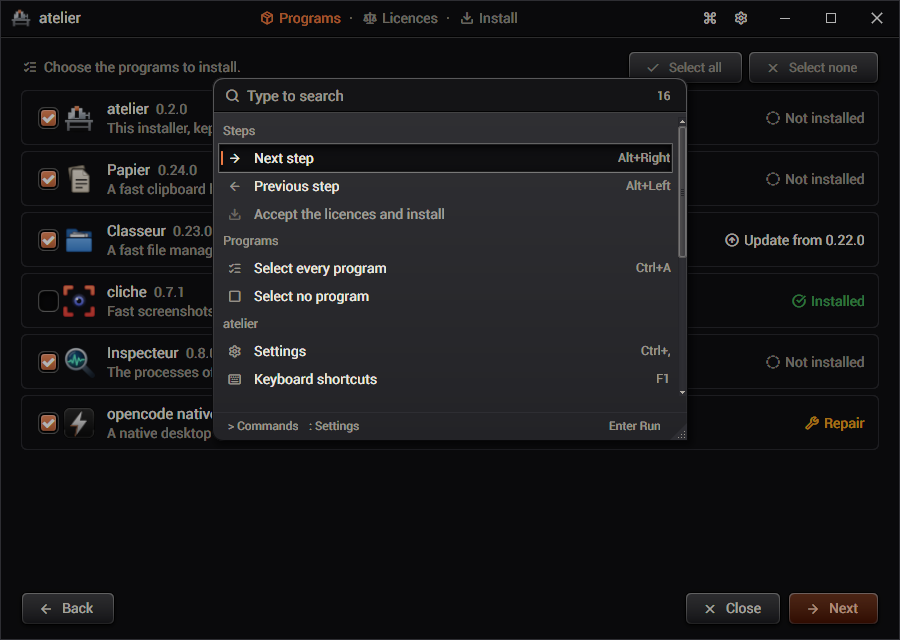 atelier
Programs · Licences · Install
Choose the programs to install.
Select all
Select none
Type to search
16
Steps
Next step Alt+Right
Previous step Alt+Left
Accept the licences and install
Programs
Select every program Ctrl+A
Select no program
atelier
Settings Ctrl+,
Keyboard shortcuts F1
> Commands : Settings Enter Run
atelier 0.2.0
This installer,
Not installed
Papier 0.24.0
A fast clipboard
Not installed
Classeur 0.23.0
A fast file
Update from 0.22.0
cliche 0.7.1
Fast screenshots
Installed
Inspecteur 0.8.
The processes
Not installed
opencode
A native desktop
Repair
Back
Close
Next